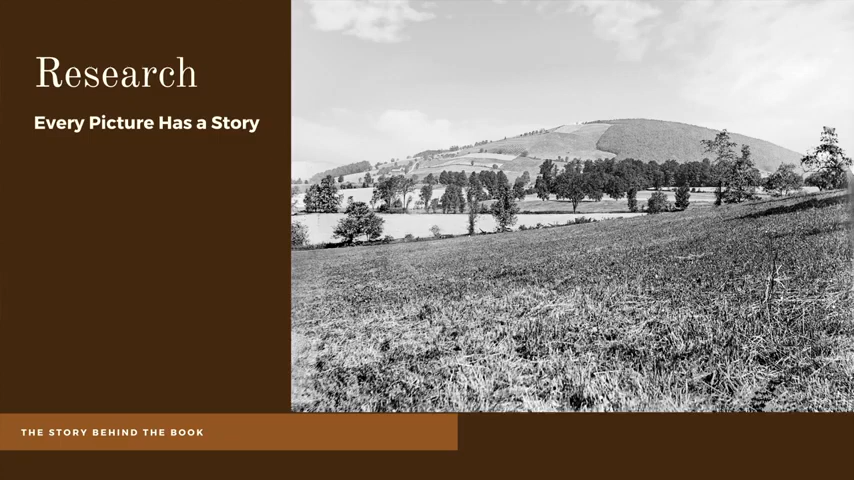 Research
Every Picture Has a Story
THE STORY BEHIND THE BOOK